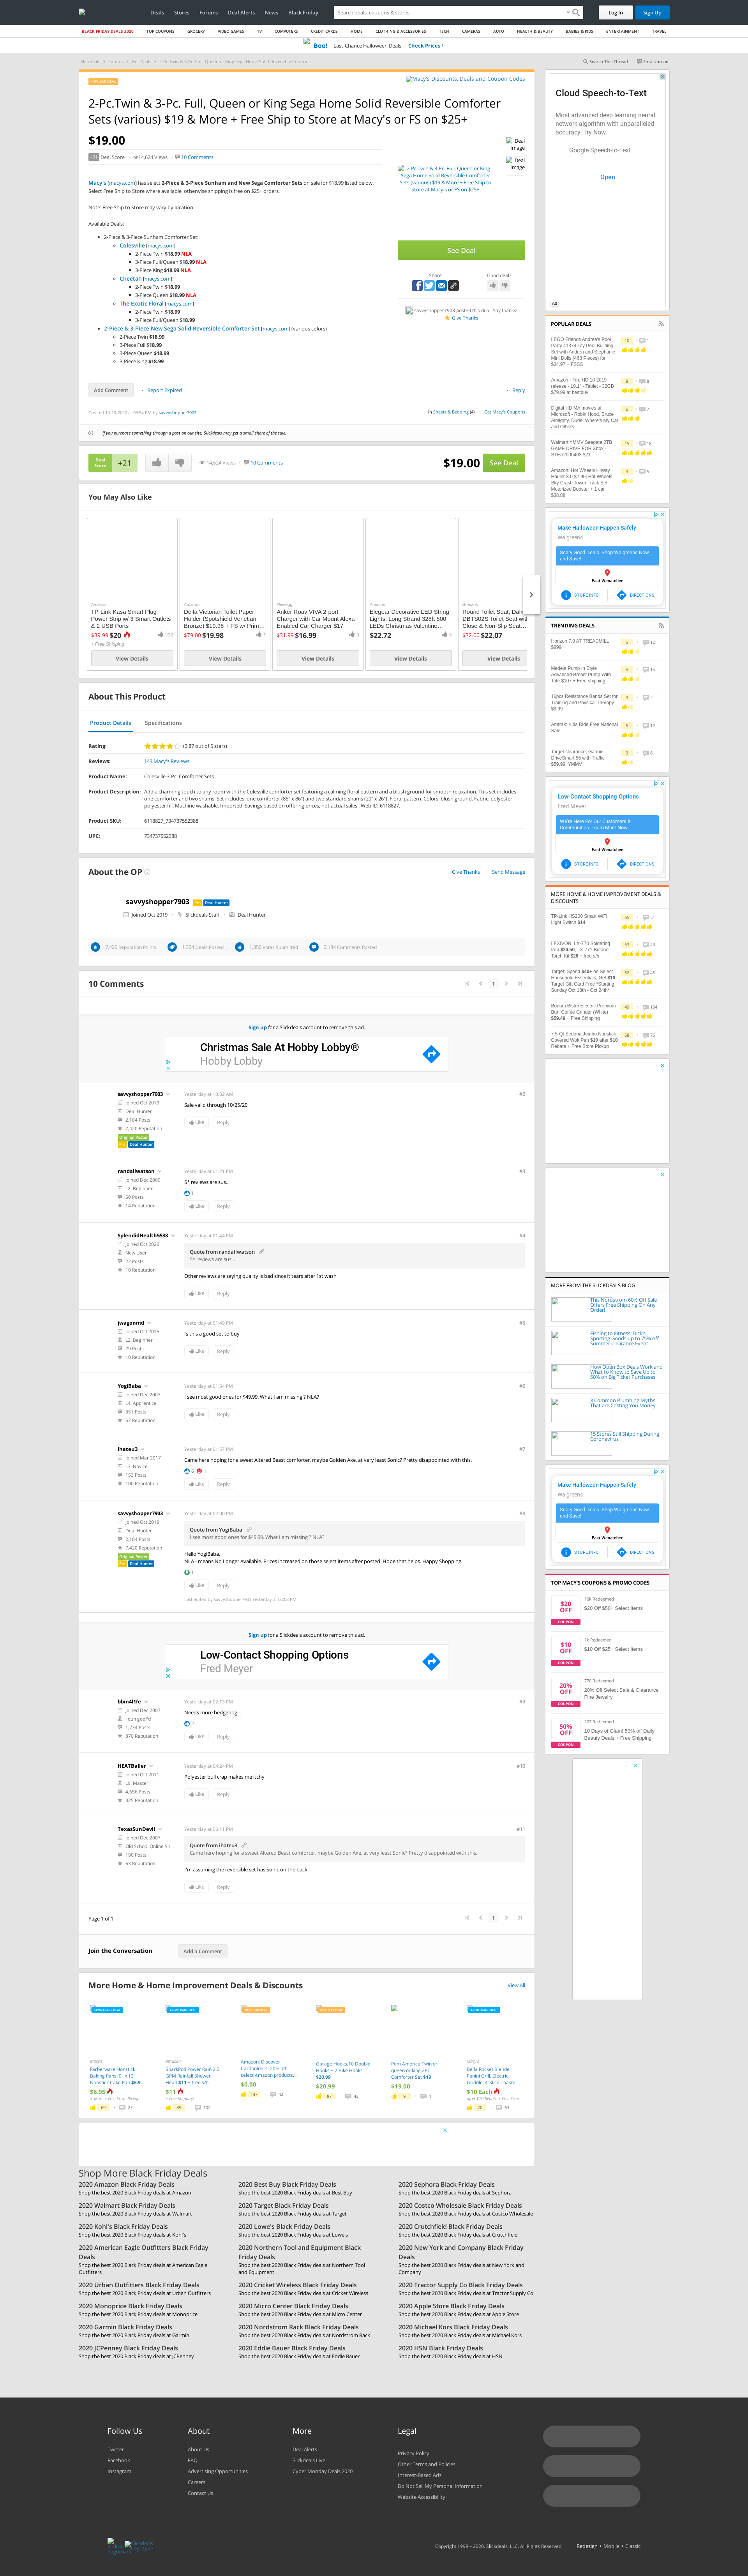 Deals
Stores
Forums
Deal Alerts
News
Black Friday
Search deals, coupons & stores
Log In
Sign Up
BLACK FRIDAY DEALS 2020
TOP COUPONS
GROCERY
VIDEO GAMES
TV
COMPUTERS
CREDIT CARDS
HOME
CLOTHING & ACCESSORIES
TECH
CAMERAS
AUTO
HEALTH & BEAUTY
BABIES & KIDS
ENTERTAINMENT
TRAVEL
Boo! Last-Chance Halloween Deals. Check Prices
Slickdeals
Forums
Hot Deals
2-Pc.Twin & 3-Pc. Full, Queen or King Sega Home Solid Reversible Comfort...
Search This Thread
First Unread
POPULAR DEAL
Macy's Discounts, Deals and Coupon Codes
2-Pc.Twin & 3-Pc. Full, Queen or King Sega Home Solid Reversible Comforter
Sets (various) $19 & More + Free Ship to Macy's or FS on $25+
$19.00
+21 Deal Score
14,624 Views
10 Comments
Macy's [macys.com] has select 2-Piece & 3-Piece Sunham and New Sega Comforter Sets on sale for $18.99 listed below.
Select Free Ship to Store where available, otherwise shipping is free on $25+ orders.
Note: Free Ship to Store may vary by location.
Available Deals:
2-Piece & 3-Piece Sunham Comforter Set:
Colesville [macys.com]:
2-Piece Twin $18.99 NLA
3-Piece Full/Queen $18.99 NLA
3-Piece King $18.99 NLA
Cheetah [macys.com]:
2-Piece Twin $18.99
3-Piece Queen $18.99 NLA
The Exotic Floral [macys.com]
2-Piece Twin $18.99
3-Piece Full/Queen $18.99
2-Piece & 3-Piece New Sega Solid Reversible Comforter Set [macys.com] (various colors)
2 Piece Twin $18.99
3-Piece Full $18.99
3-Piece Queen $18.99
3-Piece King $18.99
2-Pc.Twin & 3-Pc. Full, Queen or King
Sega Home Solid Reversible Comforter
Sets (various) $19 & More + Free Ship to
Macy's or FS on $25+
Deal
Image
Deal
Image
See Deal
Share
Good deal?
savvyshopper7903 posted this deal. Say thanks!
Give Thanks
Add Comment
Report Expired
Reply
Created 10-19-2020 at 06:54 PM by savvyshopper7903
in Sheets & Bedding (4)
Get Macy's Coupons
If you purchase something through a post on our site, Slickdeals may get a small share of the sale.
Deal
Score
+21
14,624 Views
10 Comments
$19.00
See Deal
You May Also Like
Amazon
TP-Link Kasa Smart Plug
Power Strip w/ 3 Smart Outlets
& 2 USB Ports
$39.99 $20
222
+ Free Shipping
View Details
Amazon
Delta Victorian Toilet Paper
Holder (SpotShield Venetian
Bronze) $19.98 + FS w/ Prim...
$79.00 $19.98
1
View Details
Newegg
Anker Roav VIVA 2-port
Charger with Car Mount Alexa-
Enabled Car Charger $17
$31.99 $16.99
0
View Details
Amazon
Elegear Decorative LED String
Lights, Long Strand 328ft 500
LEDs Christmas Valentine...
$22.72
5
View Details
Amazon
Round Toilet Seat, Dalmo
DBTS02S Toilet Seat with
Close & Anti-Slip Seat...
$32.00 $22.07
View Details
About This Product
Product Details
Specifications
Rating: (3.87 out of 5 stars)
Reviews: 143 Macy's Reviews
Product Name: Colesville 3-Pc. Comforter Sets
Product Description: Add a charming touch to any room with the Colesville comforter set featuring a calming floral pattern and a plush ground for smooth relaxation. This set includes:
one comforter and two shams. Set includes: one comforter (86" x 86") and two standard shams (20" x 26"). Floral pattern. Colors: blush ground. Fabric: polyester.
polyester fill. Machine washable. Imported. Savings based on offering prices, not actual sales . Web ID: 6118827.
Product SKU: 6118827_734737552388
UPC: 734737552388
About the OP
Give Thanks
Send Message
savvyshopper7903 Pro Deal Hunter
Joined Oct 2019
Slickdeals Staff
Deal Hunter
7,420 Reputation Points
1,354 Deals Posted
1,350 Votes Submitted
2,184 Comments Posted
10 Comments
1
Sign up for a Slickdeals account to remove this ad.
Christmas Sale At Hobby Lobby®
Hobby Lobby
savvyshopper7903
Joined Oct 2019
Deal Hunter
2,184 Posts
7,420 Reputation
Original Poster
Pro Deal Hunter
Yesterday at 10:32 AM
#2
Sale valid through 10/25/20
Like
Reply
randallwatson
Joined Dec 2009
L2: Beginner
50 Posts
14 Reputation
Yesterday at 01:21 PM
#3
5* reviews are sus...
1
Like
Reply
SplendidHealth5538
Joined Oct 2020
New User
22 Posts
10 Reputation
Yesterday at 01:44 PM
#4
Quote from randallwatson
5* reviews are sus...
Other reviews are saying quality is bad since it tears after 1st wash
Like
Reply
jwagonmd
Joined Oct 2015
L2: Beginner
79 Posts
10 Reputation
Yesterday at 01:49 PM
#5
Is this a good set to buy
Like
Reply
YogiBaba
Joined Dec 2007
L4: Apprentice
351 Posts
57 Reputation
Yesterday at 01:54 PM
#6
I see most good ones for $49.99. What I am missing ? NLA?
Like
Reply
ihateu3
Joined Mar 2017
L3: Novice
153 Posts
100 Reputation
Yesterday at 01:57 PM
#7
Came here hoping for a sweet Altered Beast comforter, maybe Golden Axe, at very least Sonic? Pretty disappointed with this.
6 1
Like
Reply
savvyshopper7903
Joined Oct 2019
Deal Hunter
2,184 Posts
7,420 Reputation
Original Poster
Pro Deal Hunter
Yesterday at 02:00 PM
#8
Quote from YogiBaba
I see most good ones for $49.99. What I am missing ? NLA?
Hello YogiBaba,
NLA - means No Longer Available. Prices increased on those select items after posted. Hope that helps. Happy Shopping.
1
Like
Reply
Last edited by savvyshopper7903 Yesterday at 02:03 PM.
Sign up for a Slickdeals account to remove this ad.
Low-Contact Shopping Options
Fred Meyer
bbm4l1fe
Joined Dec 2007
I dun goof'd
1,734 Posts
870 Reputation
Yesterday at 02:13 PM
#9
Needs more hedgehog...
3
Like
Reply
HEATBaller
Joined Oct 2011
L9: Master
4,656 Posts
325 Reputation
Yesterday at 04:24 PM
#10
Polyester bull crap makes me itchy
Like
Reply
TexasSunDevil
Joined Dec 2007
Old School Online Sh...
190 Posts
63 Reputation
Yesterday at 06:11 PM
#11
Quote from ihateu3
Came here hoping for a sweet Altered Beast comforter, maybe Golden Axe, at very least Sonic? Pretty disappointed with this.
I'm assuming the reversible set has Sonic on the back.
Like
Reply
Page 1 of 1
1
Join the Conversation
Add a Comment
More Home & Home Improvement Deals & Discounts
View All
FRONTPAGE DEAL
Macy's
Farberware Nonstick
Baking Pans: 9" x 13"
Nonstick Cake Pan $6.9...
$6.95
& More + Free Store Pickup
69
21
FRONTPAGE DEAL
Amazon
SparkPod Power Rain 2.5
GPM Rainfall Shower
Head $11 + free s/h
$11
+ Free Shipping
85
102
POPULAR DEAL
Amazon: Discover
Cardholders: 20% off
select Amazon products...
$0.00
147
42
POPULAR DEAL
Garage Hooks,10 Double
Hooks + 2 Bike Hooks
$20.99
$20.99
87
45
Pem America Twin or
queen or king 2PC
Comforter Set $19
$19.00
9
1
FRONTPAGE DEAL
Macy's
Bella Rocket Blender,
Panini Grill, Electric
Griddle, 4-Slice Toaster...
$10 Each
after $15 Rebate + Free Store
70
63
Shop More Black Friday Deals
2020 Amazon Black Friday Deals
Shop the best 2020 Black Friday deals at Amazon
2020 Best Buy Black Friday Deals
Shop the best 2020 Black Friday deals at Best Buy
2020 Sephora Black Friday Deals
Shop the best 2020 Black Friday deals at Sephora
2020 Walmart Black Friday Deals
Shop the best 2020 Black Friday deals at Walmart
2020 Target Black Friday Deals
Shop the best 2020 Black Friday deals at Target
2020 Costco Wholesale Black Friday Deals
Shop the best 2020 Black Friday deals at Costco Wholesale
2020 Kohl's Black Friday Deals
Shop the best 2020 Black Friday deals at Kohl's
2020 Lowe's Black Friday Deals
Shop the best 2020 Black Friday deals at Lowe's
2020 Crutchfield Black Friday Deals
Shop the best 2020 Black Friday deals at Crutchfield
2020 American Eagle Outfitters Black Friday
Deals
Shop the best 2020 Black Friday deals at American Eagle
Outfitters
2020 Northern Tool and Equipment Black
Friday Deals
Shop the best 2020 Black Friday deals at Northern Tool
and Equipment
2020 New York and Company Black Friday
Deals
Shop the best 2020 Black Friday deals at New York and
Company
2020 Urban Outfitters Black Friday Deals
Shop the best 2020 Black Friday deals at Urban Outfitters
2020 Cricket Wireless Black Friday Deals
Shop the best 2020 Black Friday deals at Cricket Wireless
2020 Tractor Supply Co Black Friday Deals
Shop the best 2020 Black Friday deals at Tractor Supply Co
2020 Monoprice Black Friday Deals
Shop the best 2020 Black Friday deals at Monoprice
2020 Micro Center Black Friday Deals
Shop the best 2020 Black Friday deals at Micro Center
2020 Apple Store Black Friday Deals
Shop the best 2020 Black Friday deals at Apple Store
2020 Garmin Black Friday Deals
Shop the best 2020 Black Friday deals at Garmin
2020 Nordstrom Rack Black Friday Deals
Shop the best 2020 Black Friday deals at Nordstrom Rack
2020 Michael Kors Black Friday Deals
Shop the best 2020 Black Friday deals at Michael Kors
2020 JCPenney Black Friday Deals
Shop the best 2020 Black Friday deals at JCPenney
2020 Eddie Bauer Black Friday Deals
Shop the best 2020 Black Friday deals at Eddie Bauer
2020 HSN Black Friday Deals
Shop the best 2020 Black Friday deals at HSN
Cloud Speech-to-Text
Most advanced deep learning neural
network algorithm with unparalleled
accuracy. Try Now.
Google Speech-to-Text
Open
Ad
POPULAR DEALS
LEGO Friends Andrea's Pool
Party 41374 Toy Pool Building
Set with Andrea and Stephanie
Mini Dolls (468 Pieces) for
$34.97 + FSSS
10
1
Amazon - Fire HD 10 2019
release - 10.1" - Tablet - 32GB
$79.99 at bestbuy
8
8
Digital HD MA movies at
Microsoft - Robin Hood, Bruce
Almighty, Dude, Where's My Car
and Others
6
7
Walmart YMMV Seagate 2TB
GAME DRIVE FOR Xbox -
STEA2000403 $21
15
18
Amazon: Hot Wheels HWay
Hauler 3.0 $2.99| Hot Wheels
Sky Crash Tower Track Set
Motorized Booster + 1 car
$38.88
3
5
Make Halloween Happen Safely
Walgreens
Scary Good Deals. Shop Walgreens Now
and Save!
East Wenatchee
STORE INFO
DIRECTIONS
TRENDING DEALS
Horizon 7.0 AT TREADMILL
$899
5
12
Medela Pump In Style
Advanced Breast Pump With
Tote $107 + Free shipping
5
15
16pcs Resistance Bands Set for
Training and Physical Therapy
$8.99
3
2
Amtrak: Kids Ride Free National
Sale
5
12
Target clearance, Garmin
DriveSmart 55 with Traffic
$59.99, YMMV
3
6
Low-Contact Shopping Options
Fred Meyer
We're Here For Our Customers &
Communities. Learn More Now.
East Wenatchee
STORE INFO
DIRECTIONS
MORE HOME & HOME IMPROVEMENT DEALS &
DISCOUNTS
TP-Link HS200 Smart WiFi
Light Switch $14
65
51
LEXIVON: LX-770 Soldering
Iron $24.50, LX-771 Butane
Torch Kit $26 + free s/h
53
43
Target: Spend $40+ on Select
Household Essentials, Get $10
Target Gift Card Free *Starting
Sunday Oct 18th - Oct 24th*
62
45
Bodum Bistro Electric Premium
Burr Coffee Grinder (White)
$59.49 + Free Shipping
49
134
7.5-Qt Sedona Jumbo Nonstick
Covered Wok Pan $10 after $10
Rebate + Free Store Pickup
68
76
MORE FROM THE SLICKDEALS BLOG
This Nordstrom 60% Off Sale
Offers Free Shipping On Any
Order!
Fishing to Fitness: Dick's
Sporting Goods up to 75% off
Summer Clearance Event
How Open Box Deals Work and
What to Know to Save Up to
50% on Big Ticket Purchases
8 Common Plumbing Myths
That are Costing You Money
15 Stores Still Shipping During
Coronavirus
Make Halloween Happen Safely
Walgreens
Scary Good Deals. Shop Walgreens Now
and Save!
East Wenatchee
STORE INFO
DIRECTIONS
TOP MACY'S COUPONS & PROMO CODES
$20
OFF
COUPON
16k Redeemed
$20 Off $50+ Select Items
$10
OFF
COUPON
1k Redeemed
$10 Off $25+ Select Items
20%
OFF
COUPON
770 Redeemed
20% Off Select Sale & Clearance
Fine Jewelry
50%
OFF
COUPON
107 Redeemed
10 Days of Glam! 50% off Daily
Beauty Deals + Free Shipping
Follow Us
Twitter
Facebook
Instagram
About
About Us
FAQ
Advertising Opportunities
Careers
Contact Us
More
Deal Alerts
Slickdeals Live
Cyber Monday Deals 2020
Legal
Privacy Policy
Other Terms and Policies
Interest-Based Ads
Do Not Sell My Personal Information
Website Accessibility
Copyright 1999 - 2020. Slickdeals, LLC. All Rights Reserved.
Redesign • Mobile • Classic